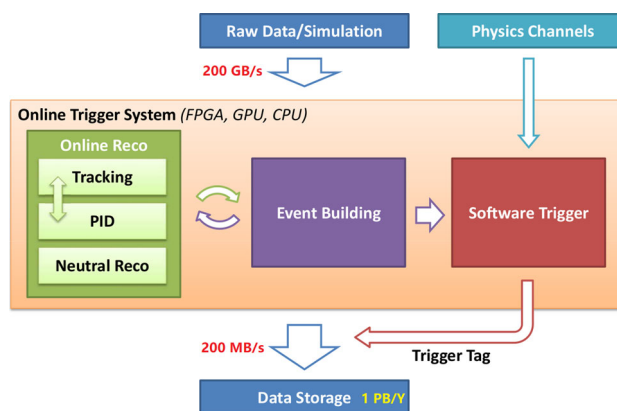 Raw Data/Simulation
Physics Channels
200 GB/s
Online Trigger System (FPGA, GPU, CPU)
Online Reco
Tracking
PID
Neutral Reco
Event Building
Software Trigger
200 MB/s
Trigger Tag
Data Storage 1 PB/Y